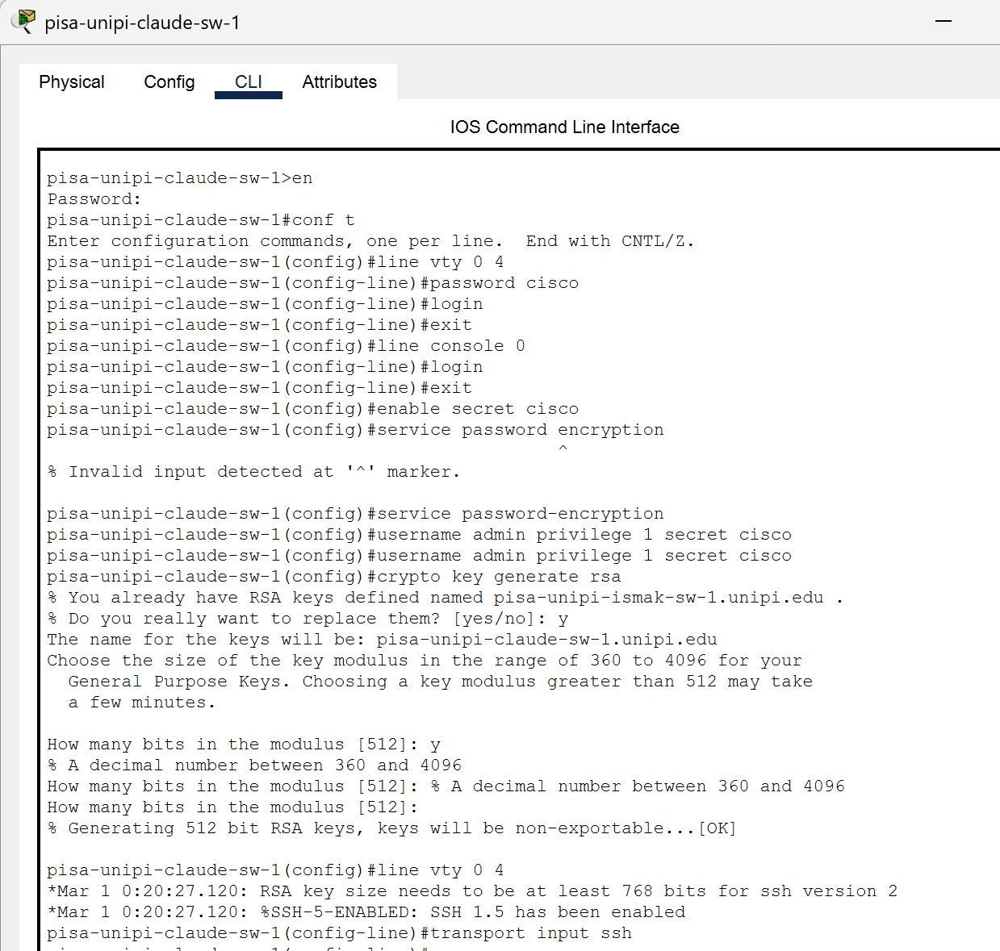 pisa-unipi-claude-sw-1
Physical Config CLI Attributes
IOS Command Line Interface
pisa-unipi-claude-sw-1>en
Password:
pisa-unipi-claude-sw-1#conf t
Enter configuration commands, one per line.  End with CNTL/Z.
pisa-unipi-claude-sw-1(config)#line vty 0 4
pisa-unipi-claude-sw-1(config-line)#password cisco
pisa-unipi-claude-sw-1(config-line)#login
pisa-unipi-claude-sw-1(config-line)#exit
pisa-unipi-claude-sw-1(config)#line console 0
pisa-unipi-claude-sw-1(config-line)#login
pisa-unipi-claude-sw-1(config-line)#exit
pisa-unipi-claude-sw-1(config)#enable secret cisco
pisa-unipi-claude-sw-1(config)#service password encryption
^
% Invalid input detected at '^' marker.
pisa-unipi-claude-sw-1(config)#service password-encryption
pisa-unipi-claude-sw-1(config)#username admin privilege 1 secret cisco
pisa-unipi-claude-sw-1(config)#username admin privilege 1 secret cisco
pisa-unipi-claude-sw-1(config)#crypto key generate rsa
% You already have RSA keys defined named pisa-unipi-ismak-sw-1.unipi.edu .
% Do you really want to replace them? [yes/no]: y
The name for the keys will be: pisa-unipi-claude-sw-1.unipi.edu
Choose the size of the key modulus in the range of 360 to 4096 for your
General Purpose Keys. Choosing a key modulus greater than 512 may take
a few minutes.
How many bits in the modulus [512]: y
% A decimal number between 360 and 4096
How many bits in the modulus [512]: % A decimal number between 360 and 4096
How many bits in the modulus [512]:
% Generating 512 bit RSA keys, keys will be non-exportable...[OK]
pisa-unipi-claude-sw-1(config)#line vty 0 4
*Mar 1 0:20:27.120: RSA key size needs to be at least 768 bits for ssh version 2
*Mar 1 0:20:27.120: %SSH-5-ENABLED: SSH 1.5 has been enabled
pisa-unipi-claude-sw-1(config-line)#transport input ssh